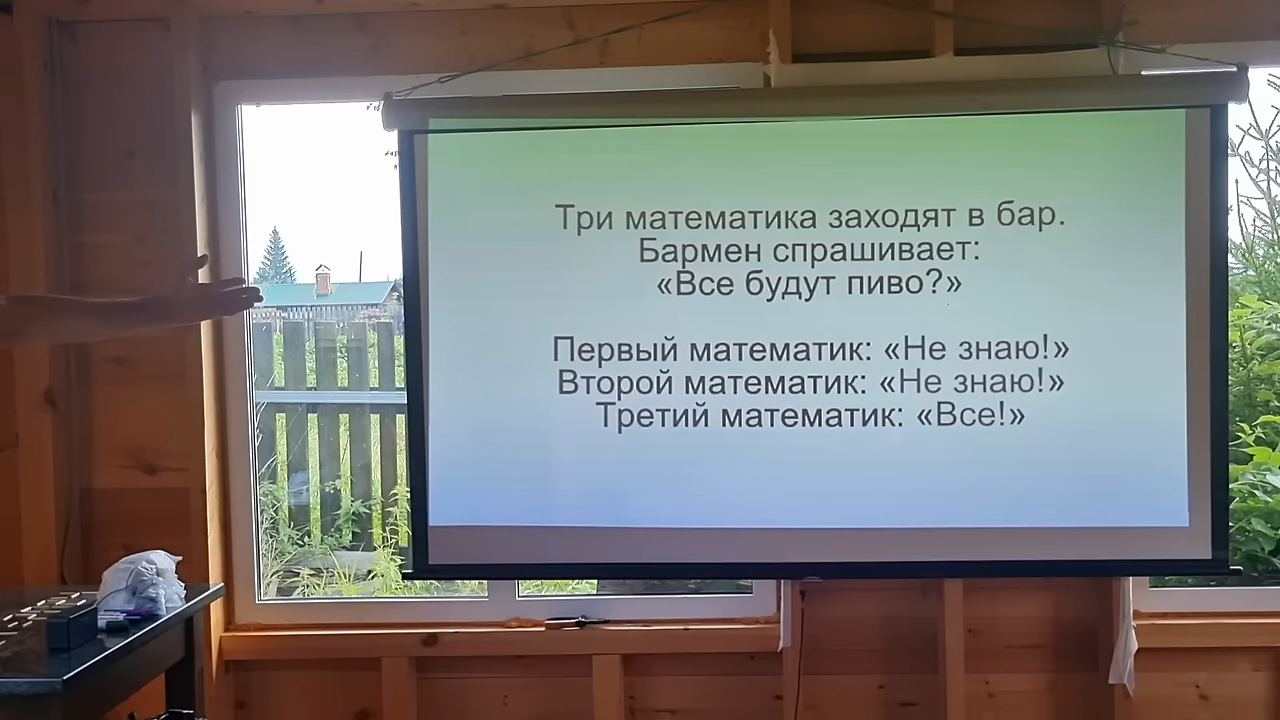 Три математика заходят в бар.
Бармен спрашивает:
«Все будут пиво?»
Первый математик: «Не знаю!»
Второй математик: «Не знаю!»
Третий математик: «Все!»